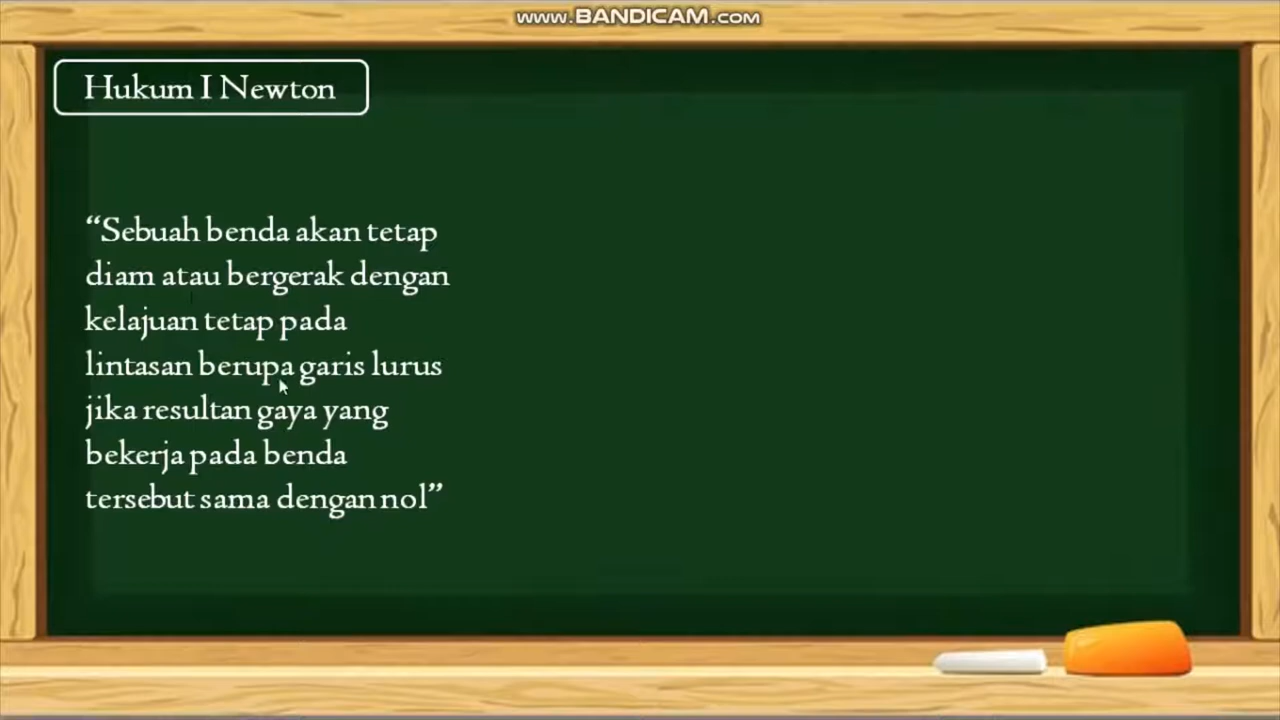 www.BANDICAM.com
Hukum I Newton
“Sebuah benda akan tetap
diam atau bergerak dengan
kelajuan tetap pada
lintasan berupa garis lurus
jika resultan gaya yang
bekerja pada benda
tersebut sama dengan nol”